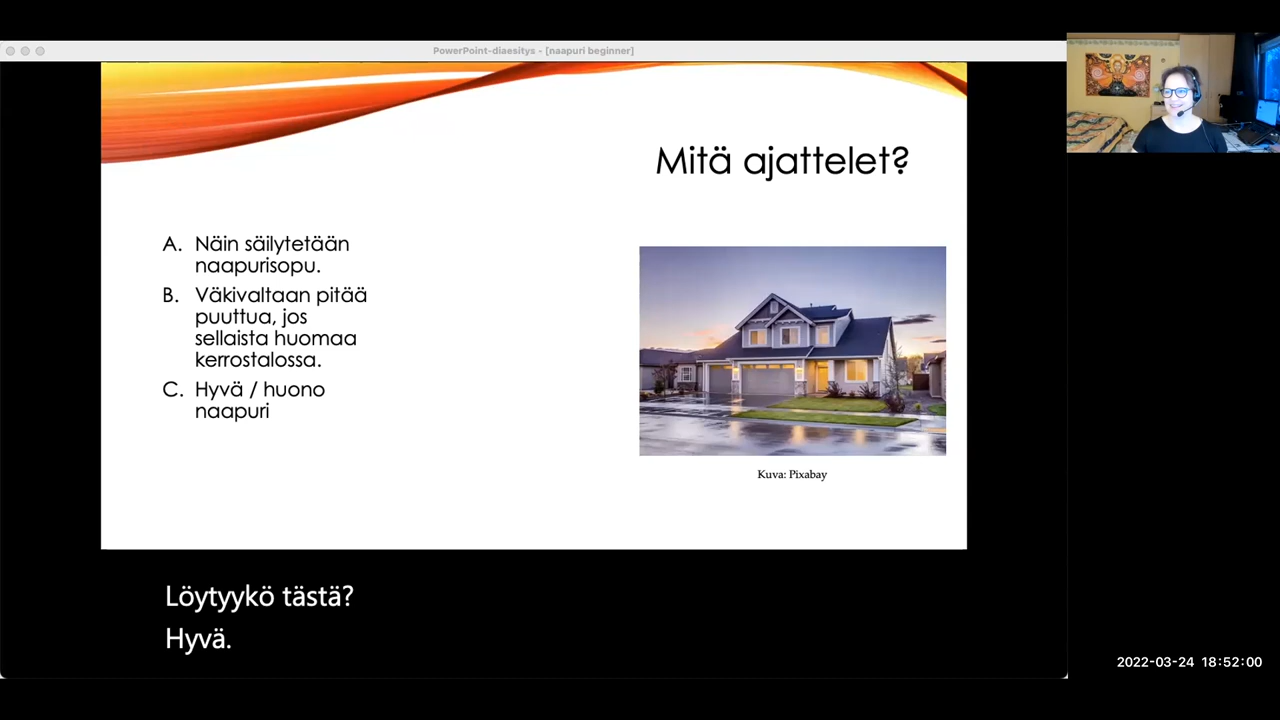 PowerPoint-diaesitys - [naapuri beginner]
Mitä ajattelet?
A. Näin säilytetään
naapurisopu.
B. Väkivaltaan pitää
puuttua, jos
sellaista huomaa
kerrostalossa.
C. Hyvä / huono
naapuri
Kuva: Pixabay
Löytyykö tästä?
Hyvä.
2022-03-24 18:52:00